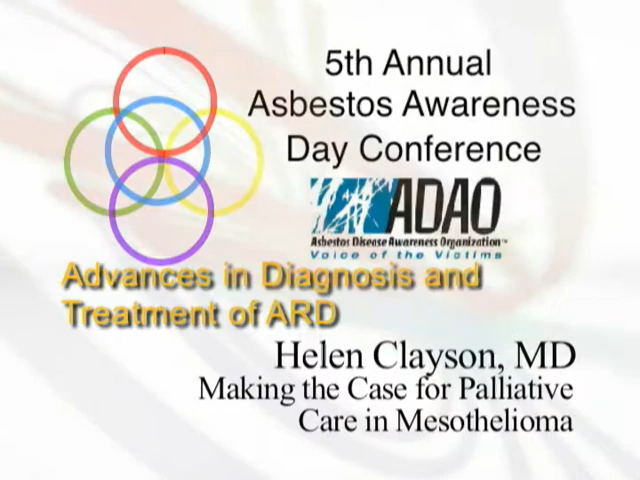 5th Annual
Asbestos Awareness
Day Conference
ADAO
Asbestos Disease Awareness Organization™
Voice of the Victims
Advances in Diagnosis and
Treatment of ARD
Helen Clayson, MD
Making the Case for Palliative
Care in Mesothelioma